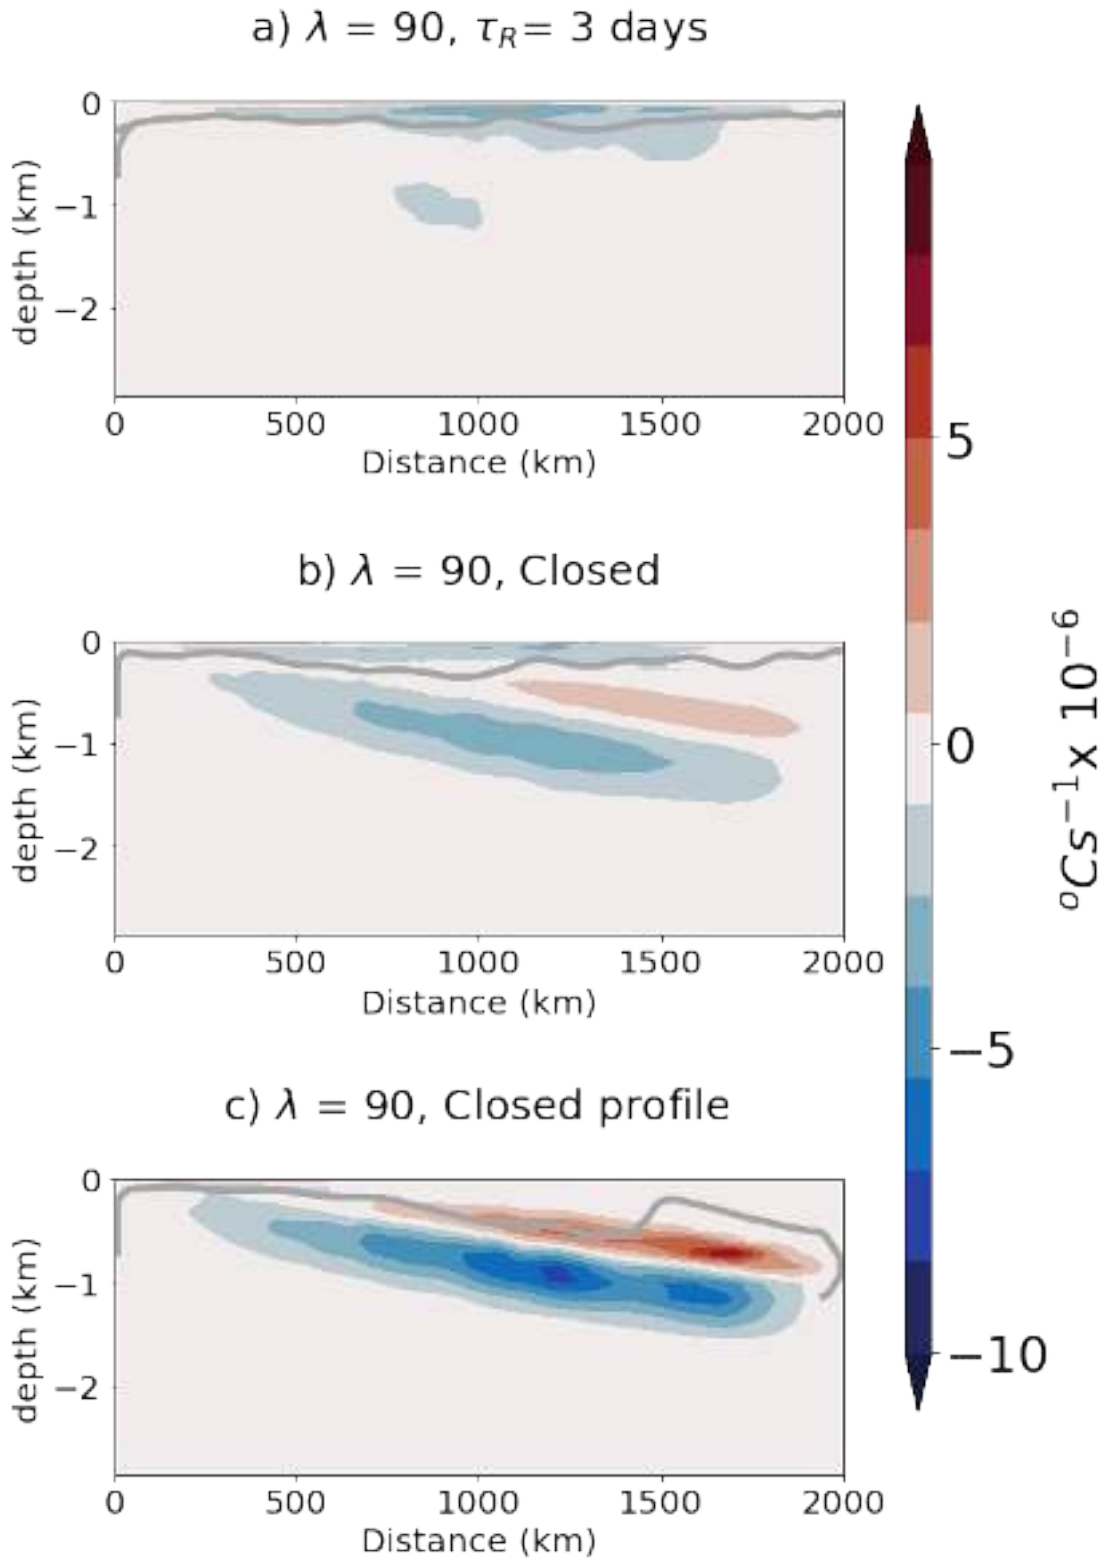 a) λ = 90, τR= 3 days
0
−1
−2
depth (km)
0 500 1000 1500 2000
Distance (km)
b) λ = 90, Closed
0
−1
−2
depth (km)
0 500 1000 1500 2000
Distance (km)
c) λ = 90, Closed profile
0
−1
−2
depth (km)
0 500 1000 1500 2000
Distance (km)
5
0
−5
−10
°Cs⁻¹x 10⁻⁶